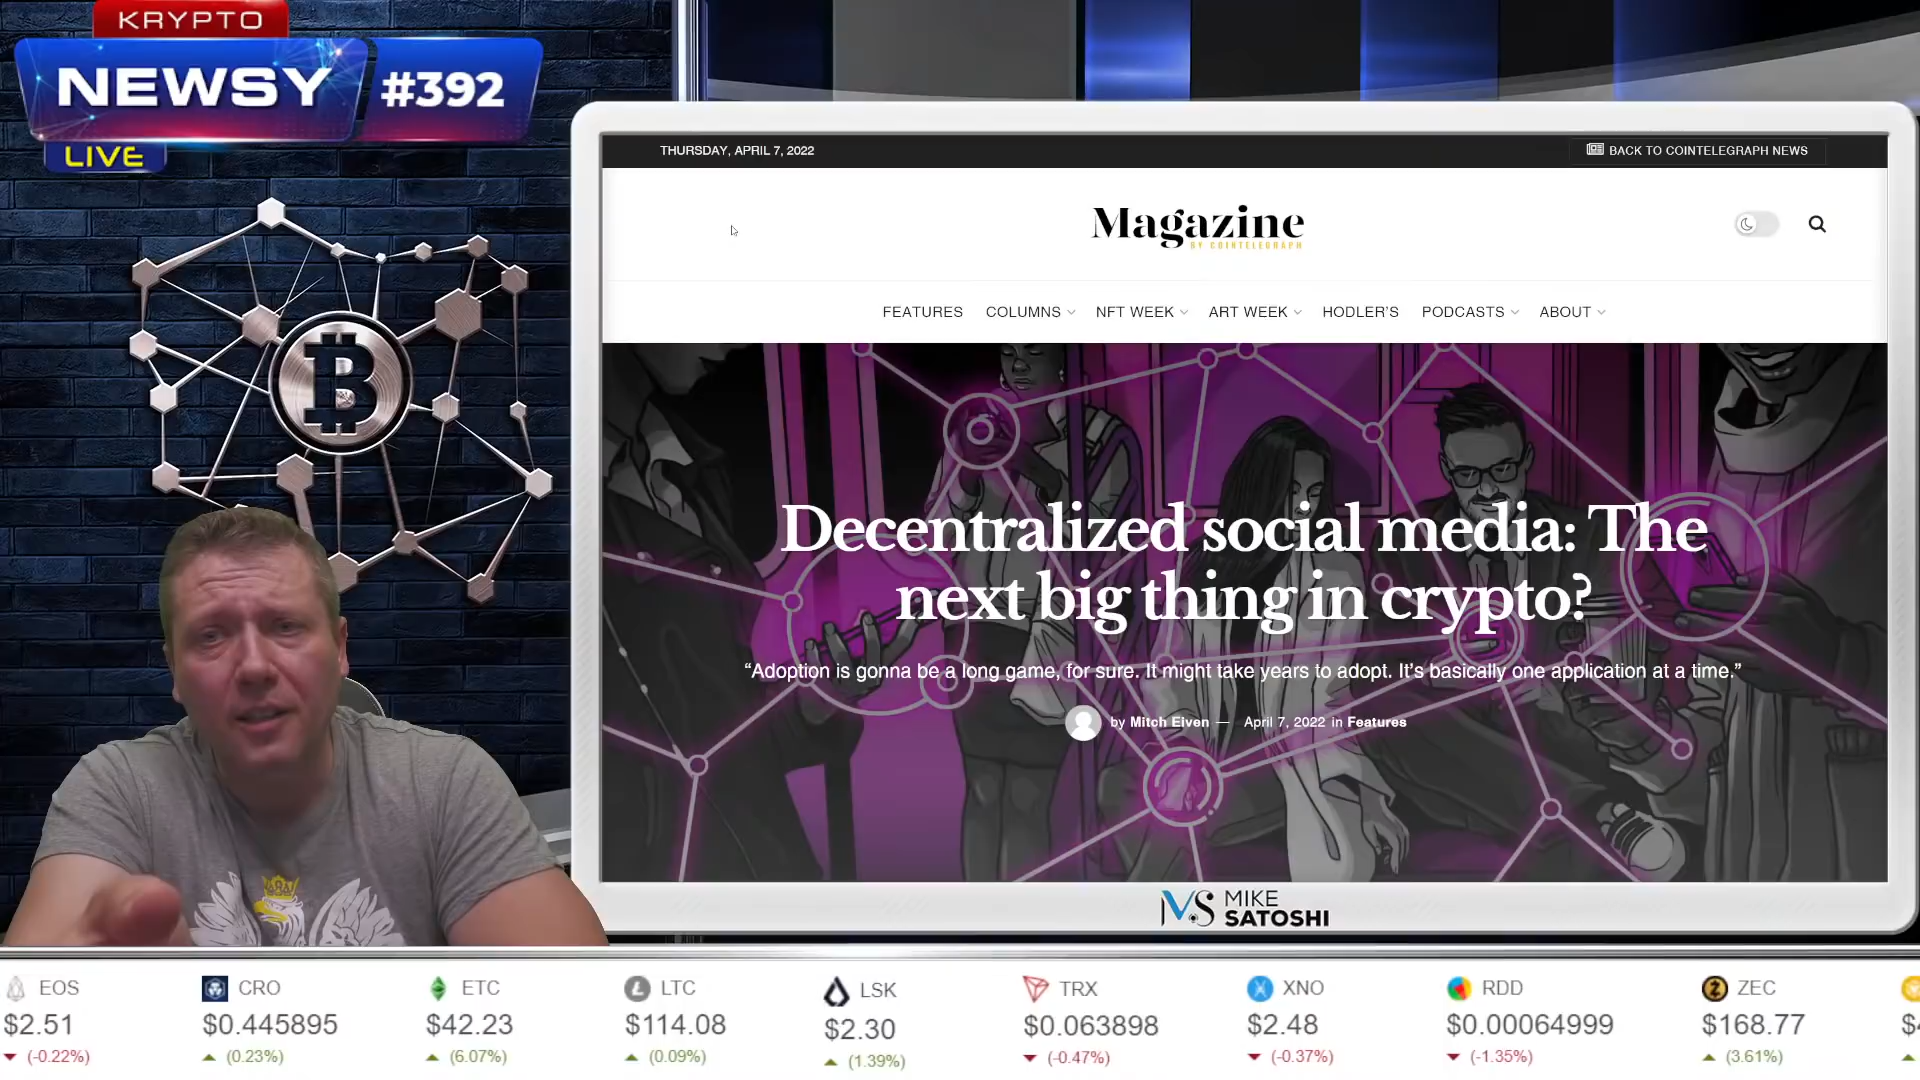 KRYPTO
NEWSY #392
LIVE
THURSDAY, APRIL 7, 2022
BACK TO COINTELEGRAPH NEWS
Magazine
BY COINTELEGRAPH
FEATURES COLUMNS NFT WEEK ART WEEK HODLER'S PODCASTS ABOUT
Decentralized social media: The
next big thing in crypto?
“Adoption is gonna be a long game, for sure. It might take years to adopt. It’s basically one application at a time.”
by Mitch Eiven — April 7, 2022 in Features
MS MIKE
SATOSHI
EOS CRO ETC LTC LSK TRX XNO RDD ZEC
$2.51 $0.445895 $42.23 $114.08 $2.30 $0.063898 $2.48 $0.00064999 $168.77
(-0.22%) (0.23%) (6.07%) (0.09%) (1.39%) (-0.47%) (-0.37%) (-1.35%) (3.61%)